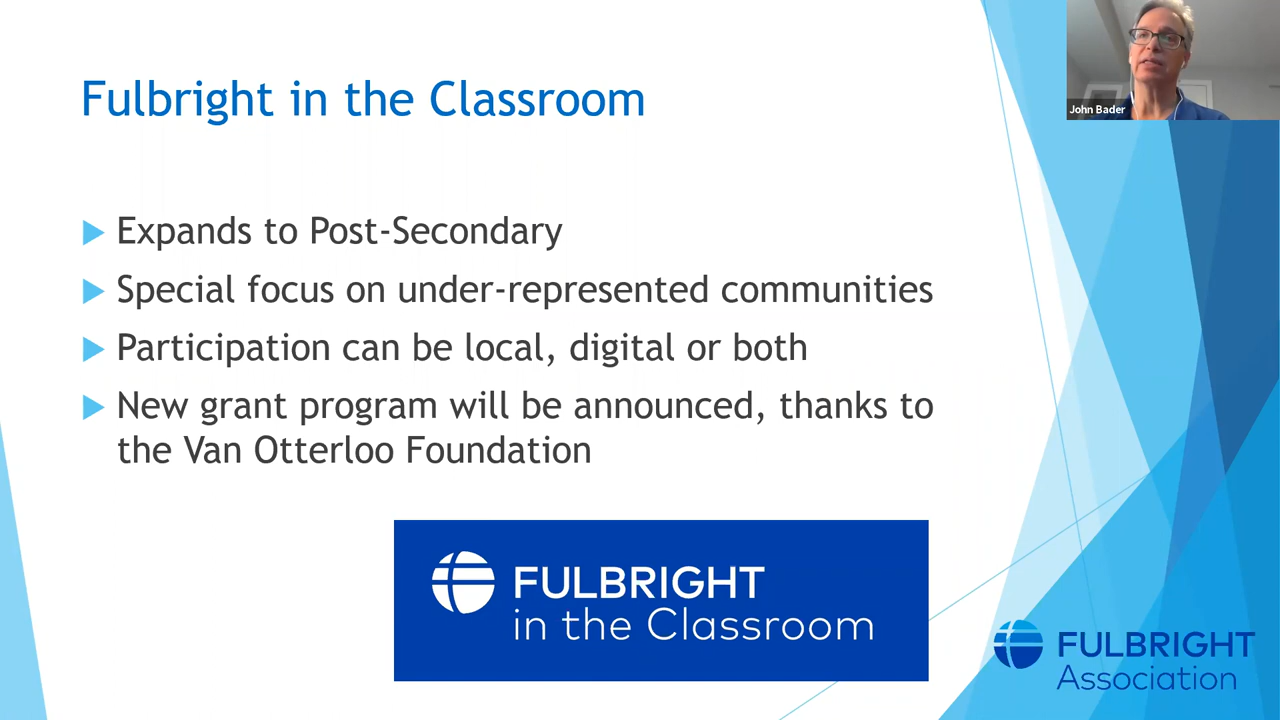 Fulbright in the Classroom
John Bader
Expands to Post-Secondary
Special focus on under-represented communities
Participation can be local, digital or both
New grant program will be announced, thanks to
the Van Otterloo Foundation
FULBRIGHT
in the Classroom
FULBRIGHT
Association